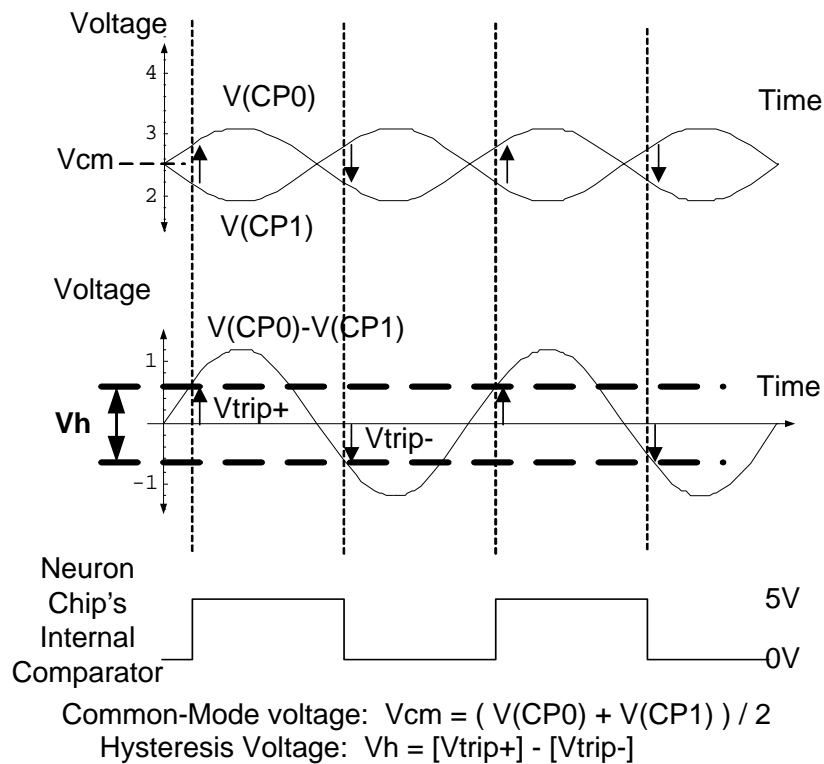 Voltage
4
V(CP0)
Time
3
Vcm
2
V(CP1)
Voltage
V(CP0)-V(CP1)
1
Time
Vtrip+
Vh
Vtrip-
-1
Neuron
Chip's
Internal
Comparator
5V
0V
Common-Mode voltage: Vcm = ( V(CP0) + V(CP1) ) / 2
Hysteresis Voltage: Vh = [Vtrip+] - [Vtrip-]